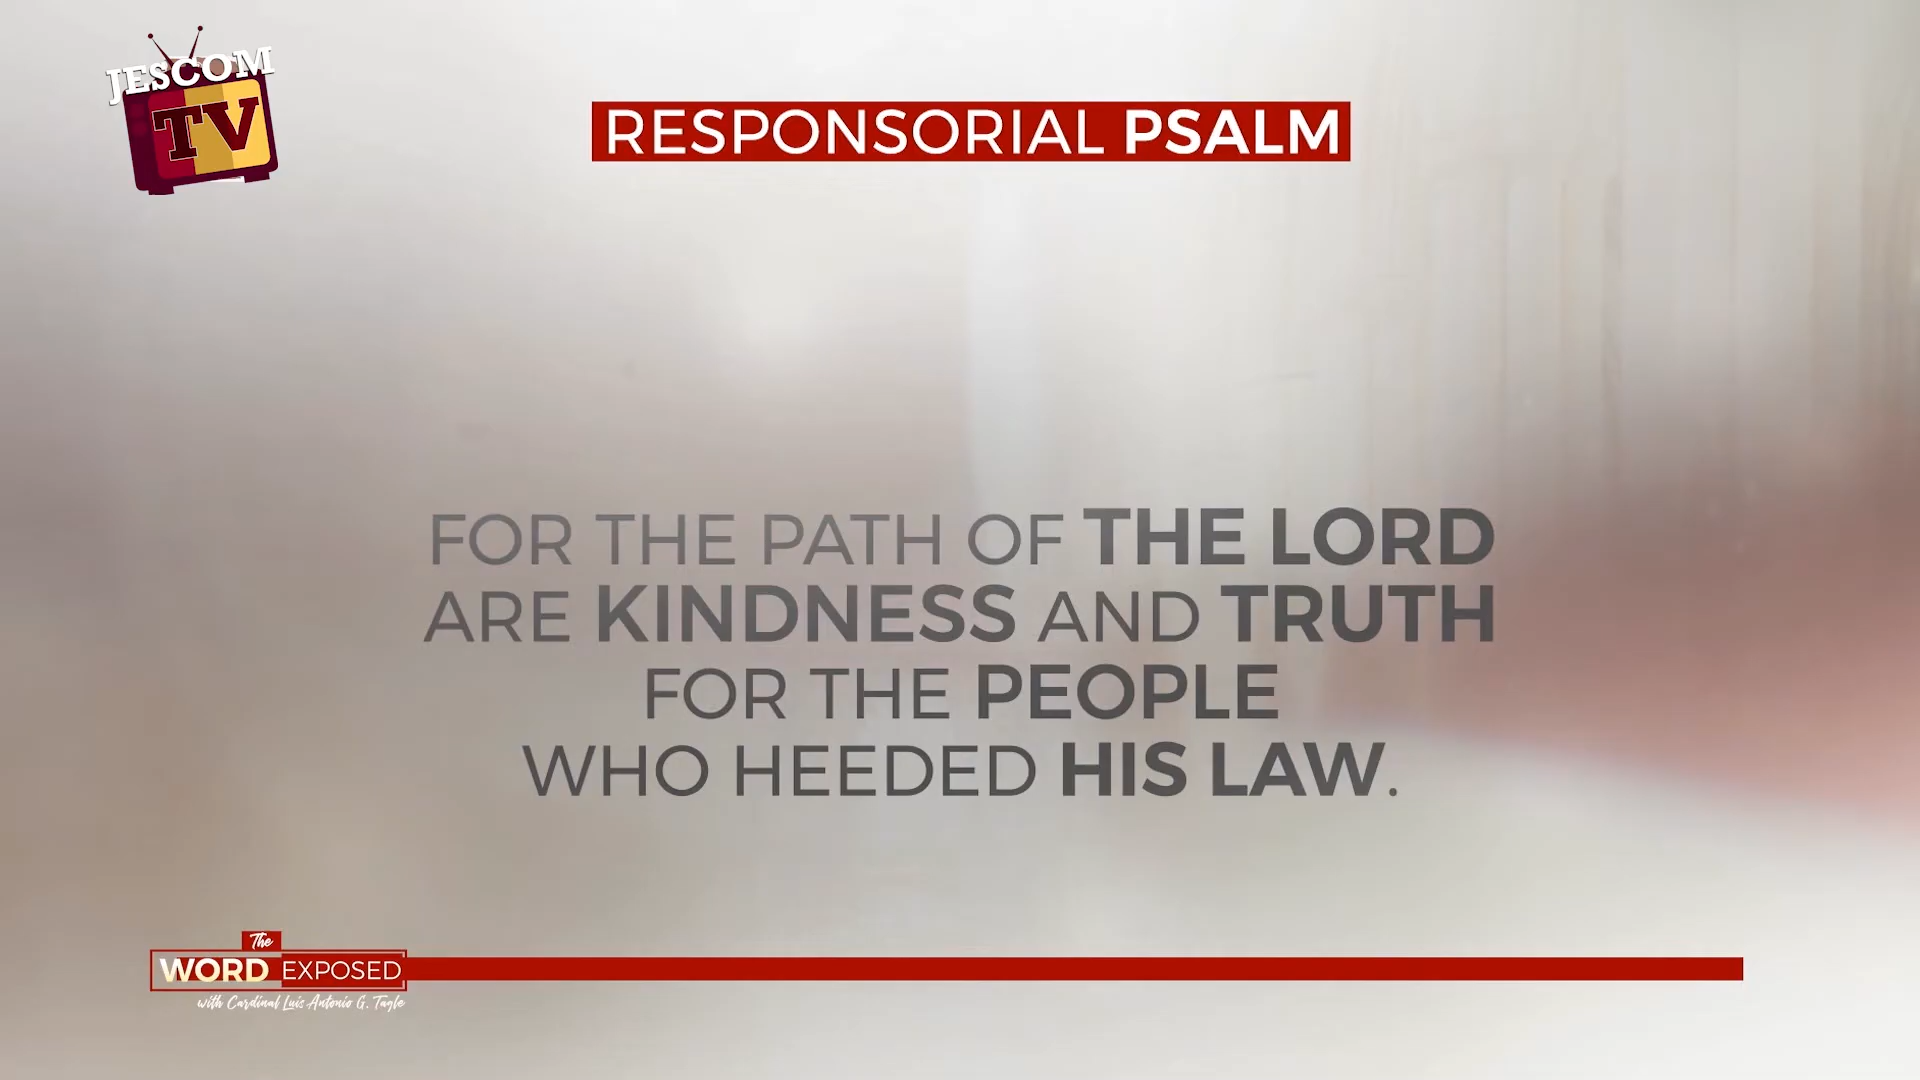 JESCOM
TV
RESPONSORIAL PSALM
FOR THE PATH OF THE LORD
ARE KINDNESS AND TRUTH
FOR THE PEOPLE
WHO HEEDED HIS LAW.
The
WORD EXPOSED
with Cardinal Luis Antonio G. Tagle